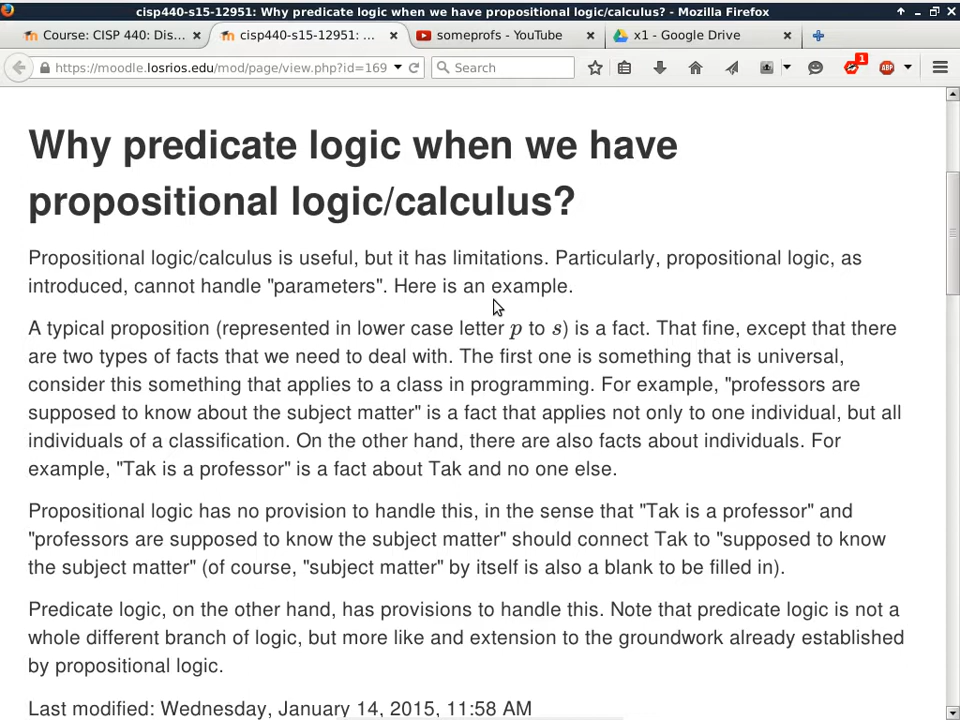 cisp440-s15-12951: Why predicate logic when we have propositional logic/calculus? - Mozilla Firefox
Course: CISP 440: Dis... × cisp440-s15-12951: ... × someprofs - YouTube × x1 - Google Drive ×
https://moodle.losrios.edu/mod/page/view.php?id=169 Search 1 ABP
Why predicate logic when we have
propositional logic/calculus?
Propositional logic/calculus is useful, but it has limitations. Particularly, propositional logic, as
introduced, cannot handle "parameters". Here is an example.
A typical proposition (represented in lower case letter p to s) is a fact. That fine, except that there
are two types of facts that we need to deal with. The first one is something that is universal,
consider this something that applies to a class in programming. For example, "professors are
supposed to know about the subject matter" is a fact that applies not only to one individual, but all
individuals of a classification. On the other hand, there are also facts about individuals. For
example, "Tak is a professor" is a fact about Tak and no one else.
Propositional logic has no provision to handle this, in the sense that "Tak is a professor" and
"professors are supposed to know the subject matter" should connect Tak to "supposed to know
the subject matter" (of course, "subject matter" by itself is also a blank to be filled in).
Predicate logic, on the other hand, has provisions to handle this. Note that predicate logic is not a
whole different branch of logic, but more like and extension to the groundwork already established
by propositional logic.
Last modified: Wednesday, January 14, 2015, 11:58 AM